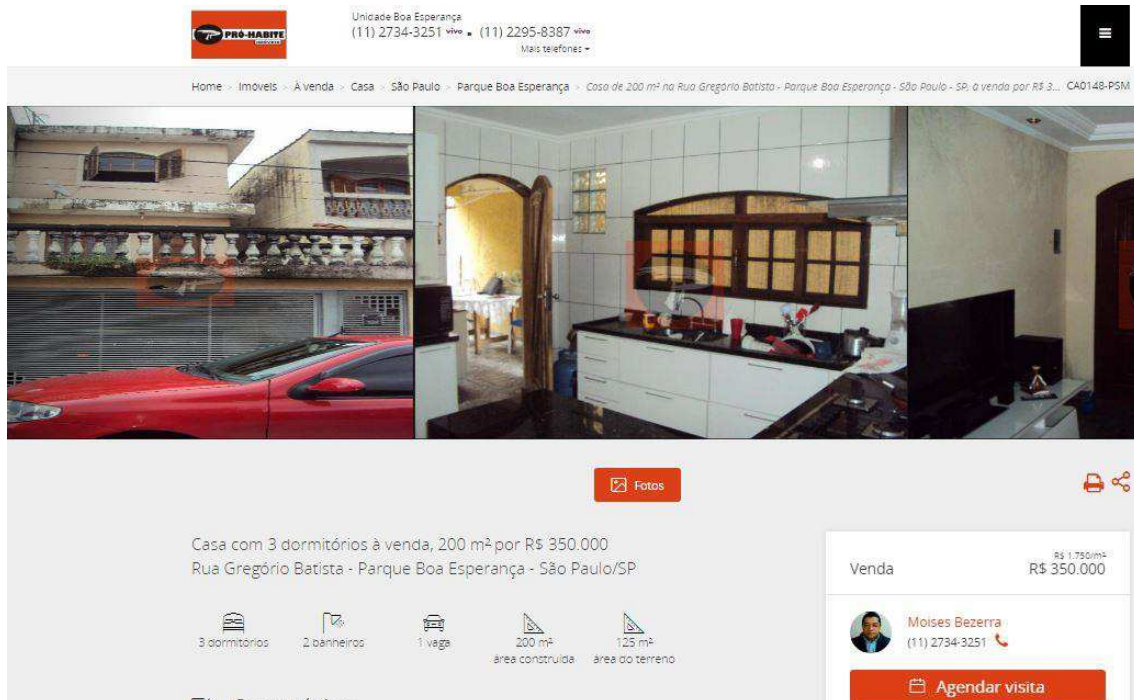 PRÓ-HABITE
IMÓVEIS
Unidade Boa Esperança
(11) 2734-3251 vivo • (11) 2295-8387 vivo
Mais telefones
Home > Imóveis > À venda > Casa > São Paulo > Parque Boa Esperança > Casa de 200 m² na Rua Gregório Batista - Parque Boa Esperança - São Paulo - SP, à venda por R$ 3... CA0148-PSM
Fotos
Casa com 3 dormitórios à venda, 200 m² por R$ 350.000
Rua Gregório Batista - Parque Boa Esperança - São Paulo/SP
3 dormitórios
2 banheiros
1 vaga
200 m²
área construída
125 m²
área do terreno
R$ 1.750/m²
Venda R$ 350.000
Moises Bezerra
(11) 2734-3251
Agendar visita